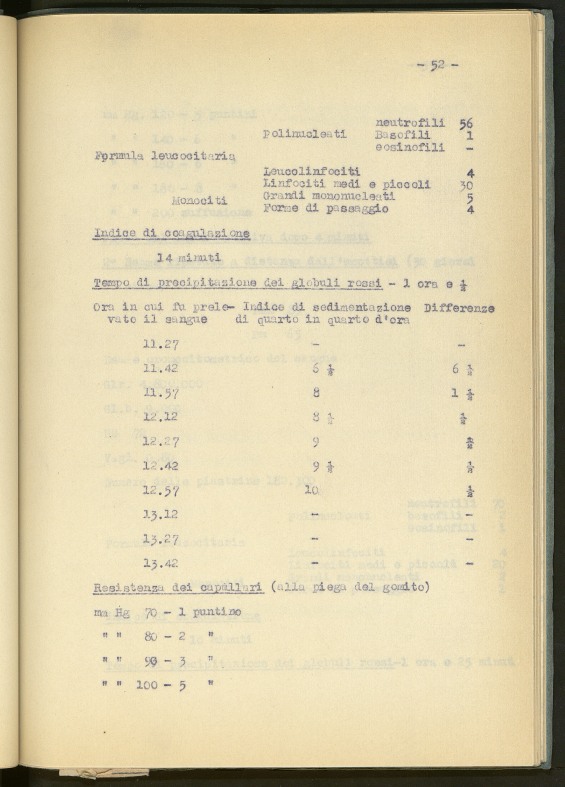 - 52 -
neutrofili 56
Polinucleati Basofili 1
eosinofili -
Formula leucocitaria
Leucolinfociti 4
Linfociti medi e piccoli 30
Grandi mononucleati 5
Monociti Forme di passaggio 4
Indice di coagulazione
14 minuti
Tempo di precipitazione dei globuli rossi - 1 ora e ½
Ora in cui fu prele- Indice di sedimentazione Differenze
vato il sangue di quarto in quarto d'ora
11.27 - -
11.42 6 ½ 6 ½
11.57 8 1 ½
12.12 8 ½ ½
12.27 9 ½
12.42 9 ½ ½
12.57 10 ½
13.12 - -
13.27 - -
13.42 - -
Resistenza dei capillari (alla piega del gomito)
mm Hg 70 - 1 puntino
" " 80 - 2 "
" " 90 - 3 "
" " 100 - 5 "